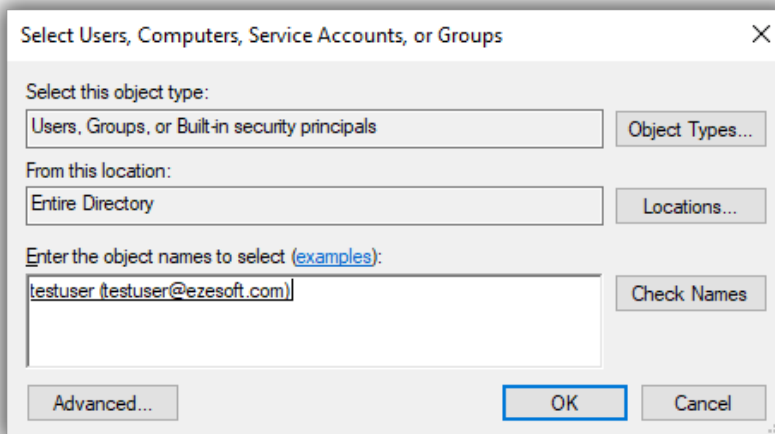 Select Users, Computers, Service Accounts, or Groups
Select this object type:
Users, Groups, or Built-in security principals
Object Types...
From this location:
Entire Directory
Locations...
Enter the object names to select (examples):
testuser (testuser@ezesoft.com)
Check Names
Advanced...
OK
Cancel